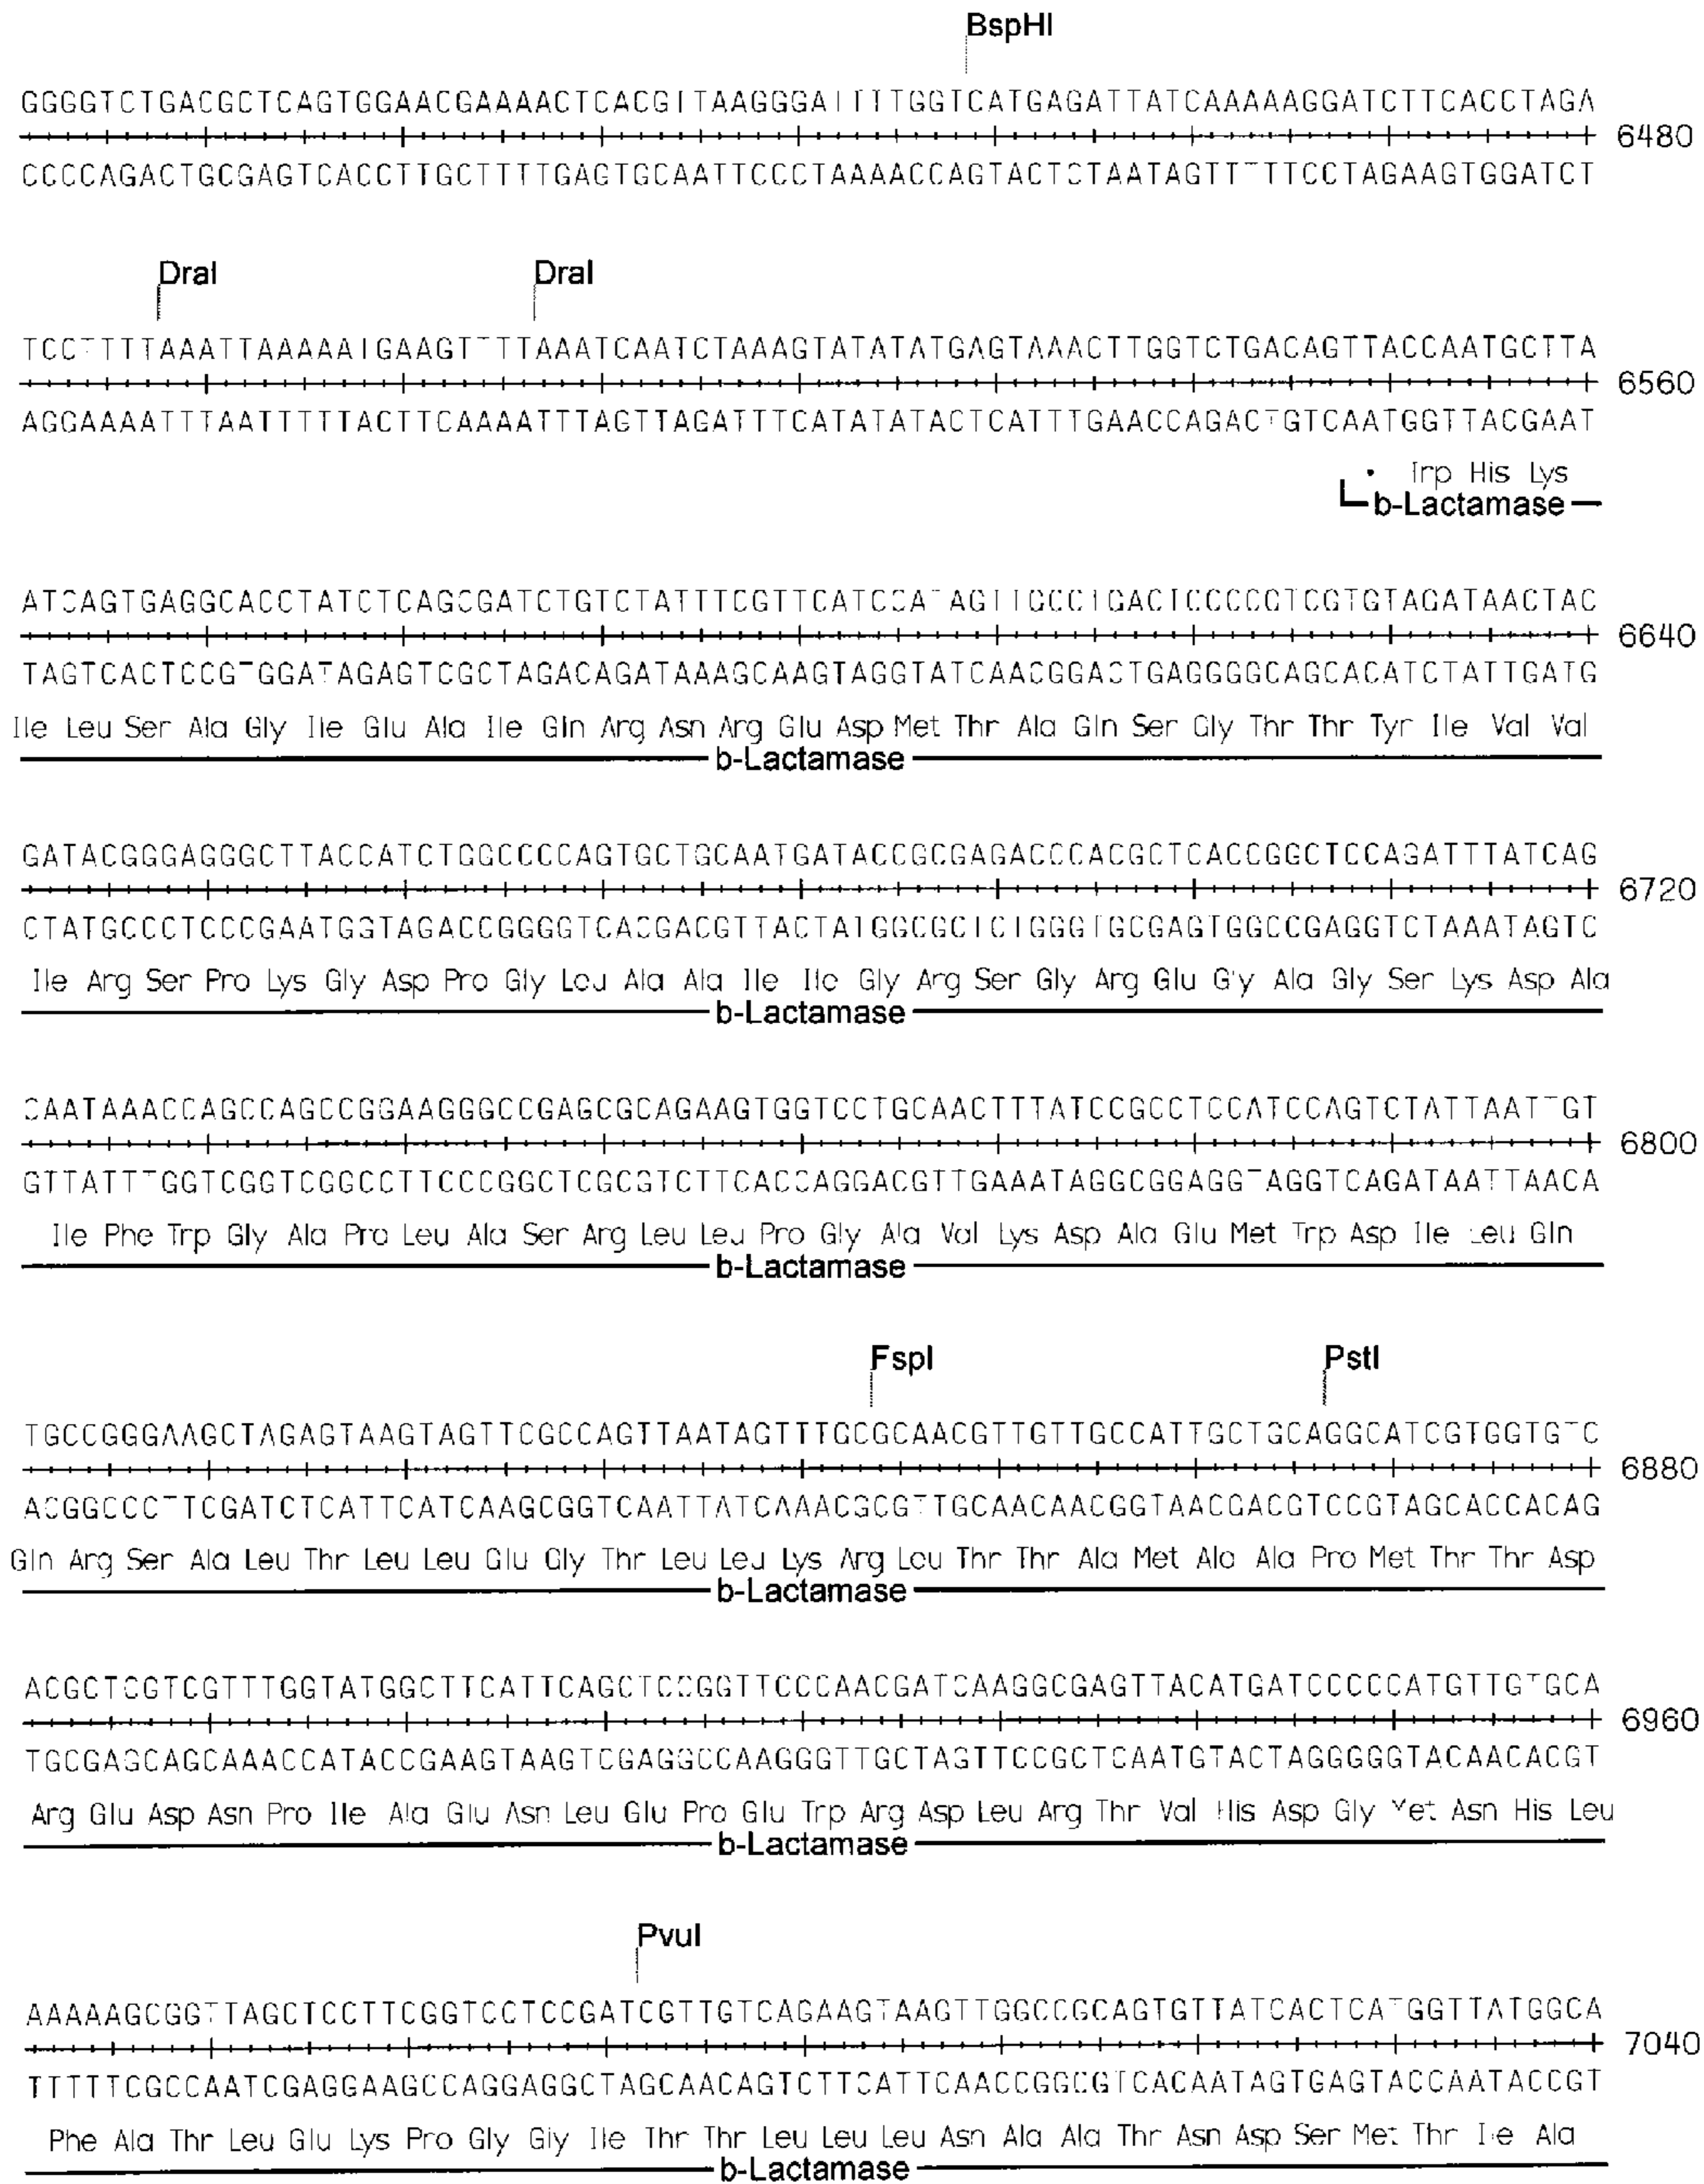 BspHI
GGGGTCTGACGCTCAGTGGAACGAAAACTCACGTTAAGGGATTTTGGTCATGAGATTATCAAAAAGGATCTTCACCTAGA
6480
CCCCAGACTGCGAGTCACCTTGCTTTTGAGTGCAATTCCCTAAAACCAGTACTCTAATAGTTTTTCCTAGAAGTGGATCT
DraI DraI
TCCTTTTAAATTAAAAATGAAGTTTTAAATCAATCTAAAGTATATATGAGTAAACTTGGTCTGACAGTTACCAATGCTTA
6560
AGGAAAATTTAATTTTTACTTCAAAATTTAGTTAGATTTCATATATACTCATTTGAACCAGACTGTCAATGGTTACGAAT
• Trp His Lys
b-Lactamase
ATCAGTGAGGCACCTATCTCAGCGATCTGTCTATTTCGTTCATCCATAGTTGCCTGACTCCCCGTCGTGTAGATAACTAC
6640
TAGTCACTCCGTGGATAGAGTCGCTAGACAGATAAAGCAAGTAGGTATCAACGGACTGAGGGGCAGCACATCTATTGATG
Ile Leu Ser Ala Gly Ile Glu Ala Ile Gln Arg Asn Arg Glu Asp Met Thr Ala Gln Ser Gly Thr Thr Tyr Ile Val Val
b-Lactamase
GATACGGGAGGGCTTACCATCTGGCCCCAGTGCTGCAATGATACCGCGAGACCCACGCTCACCGGCTCCAGATTTATCAG
6720
CTATGCCCTCCCGAATGGTAGACCGGGGTCACGACGTTACTATGGCGCTCTGGGTGCGAGTGGCCGAGGTCTAAATAGTC
Ile Arg Ser Pro Lys Gly Asp Pro Gly Leu Ala Ala Ile Ile Gly Arg Ser Gly Arg Glu Gly Ala Gly Ser Lys Asp Ala
b-Lactamase
CAATAAACCAGCCAGCCGGAAGGGCCGAGCGCAGAAGTGGTCCTGCAACTTTATCCGCCTCCATCCAGTCTATTAATTGT
6800
GTTATTTGGTCGGTCGGCCTTCCCGGCTCGCGTCTTCACCAGGACGTTGAAATAGGCGGAGGTAGGTCAGATAATTAACA
Ile Phe Trp Gly Ala Pro Leu Ala Ser Arg Leu Leu Pro Gly Ala Val Lys Asp Ala Glu Met Trp Asp Ile Leu Gln
b-Lactamase
FspI PstI
TGCCGGGAAGCTAGAGTAAGTAGTTCGCCAGTTAATAGTTTGCGCAACGTTGTTGCCATTGCTGCAGGCATCGTGGTGTC
6880
ACGGCCCTTCGATCTCATTCATCAAGCGGTCAATTATCAAACGCGTTGCAACAACGGTAACGACGTCCGTAGCACCACAG
Gln Arg Ser Ala Leu Thr Leu Leu Glu Gly Thr Leu Leu Lys Arg Leu Thr Thr Ala Met Ala Ala Pro Met Thr Thr Asp
b-Lactamase
ACGCTCGTCGTTTGGTATGGCTTCATTCAGCTCCGGTTCCCAACGATCAAGGCGAGTTACATGATCCCCCATGTTGTGCA
6960
TGCGAGCAGCAAACCATACCGAAGTAAGTCGAGGCCAAGGGTTGCTAGTTCCGCTCAATGTACTAGGGGGTACAACACGT
Arg Glu Asp Asn Pro Ile Ala Glu Asn Leu Glu Pro Glu Trp Arg Asp Leu Arg Thr Val His Asp Gly Met Asn His Leu
b-Lactamase
PvuI
AAAAAGCGGTTAGCTCCTTCGGTCCTCCGATCGTTGTCAGAAGTAAGTTGGCCGCAGTGTTATCACTCATGGTTATGGCA
7040
TTTTTCGCCAATCGAGGAAGCCAGGAGGCTAGCAACAGTCTTCATTCAACCGGCGTCACAATAGTGAGTACCAATACCGT
Phe Ala Thr Leu Glu Lys Pro Gly Gly Ile Thr Thr Leu Leu Leu Asn Ala Ala Thr Asn Asp Ser Met Thr Ile Ala
b-Lactamase